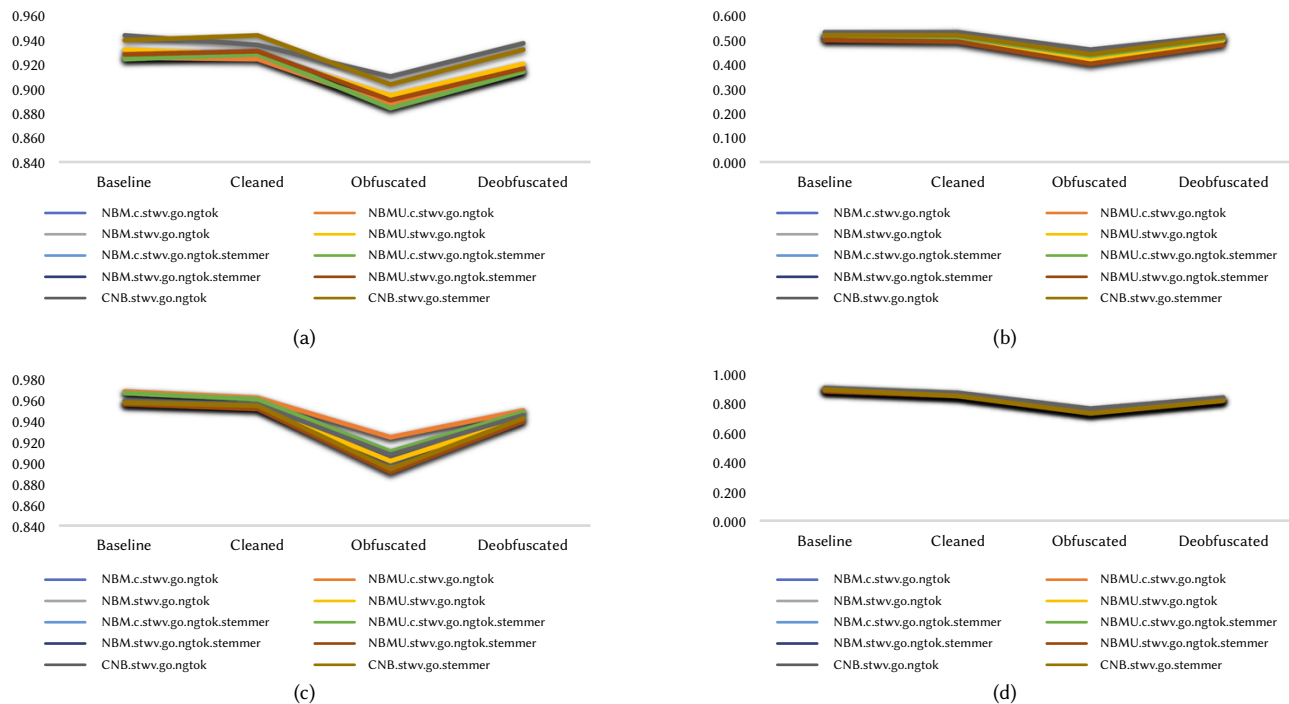 0.960
0.940
0.920
0.900
0.880
0.860
0.840
Baseline Cleaned Obfuscated Deobfuscated
NBM.c.stwv.go.ngtok NBMU.c.stwv.go.ngtok
NBM.stwv.go.ngtok NBMU.stwv.go.ngtok
NBM.c.stwv.go.ngtok.stemmer NBMU.c.stwv.go.ngtok.stemmer
NBM.stwv.go.ngtok.stemmer NBMU.stwv.go.ngtok.stemmer
CNB.stwv.go.ngtok CNB.stwv.go.stemmer
(a)
0.600
0.500
0.400
0.300
0.200
0.100
0.000
Baseline Cleaned Obfuscated Deobfuscated
NBM.c.stwv.go.ngtok NBMU.c.stwv.go.ngtok
NBM.stwv.go.ngtok NBMU.stwv.go.ngtok
NBM.c.stwv.go.ngtok.stemmer NBMU.c.stwv.go.ngtok.stemmer
NBM.stwv.go.ngtok.stemmer NBMU.stwv.go.ngtok.stemmer
CNB.stwv.go.ngtok CNB.stwv.go.stemmer
(b)
0.980
0.960
0.940
0.920
0.900
0.880
0.860
0.840
Baseline Cleaned Obfuscated Deobfuscated
NBM.c.stwv.go.ngtok NBMU.c.stwv.go.ngtok
NBM.stwv.go.ngtok NBMU.stwv.go.ngtok
NBM.c.stwv.go.ngtok.stemmer NBMU.c.stwv.go.ngtok.stemmer
NBM.stwv.go.ngtok.stemmer NBMU.stwv.go.ngtok.stemmer
CNB.stwv.go.ngtok CNB.stwv.go.stemmer
(c)
1.000
0.800
0.600
0.400
0.200
0.000
Baseline Cleaned Obfuscated Deobfuscated
NBM.c.stwv.go.ngtok NBMU.c.stwv.go.ngtok
NBM.stwv.go.ngtok NBMU.stwv.go.ngtok
NBM.c.stwv.go.ngtok.stemmer NBMU.c.stwv.go.ngtok.stemmer
NBM.stwv.go.ngtok.stemmer NBMU.stwv.go.ngtok.stemmer
CNB.stwv.go.ngtok CNB.stwv.go.stemmer
(d)